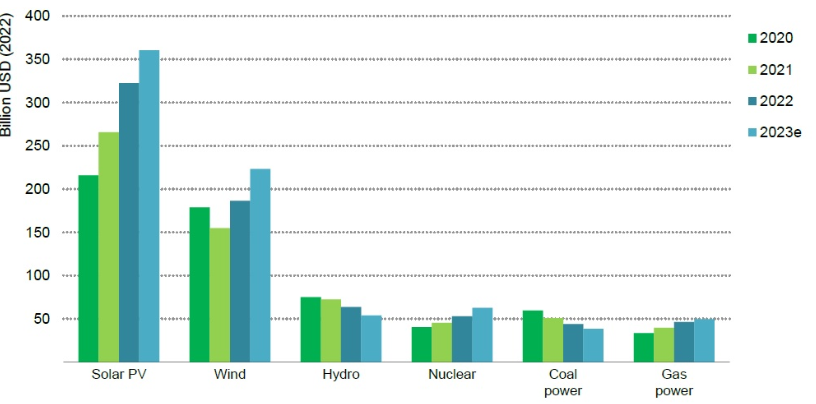 Billion USD (2022)
400
350
300
250
200
150
100
50
2020
2021
2022
2023e
Solar PV
Wind
Hydro
Nuclear
Coal
power
Gas
power